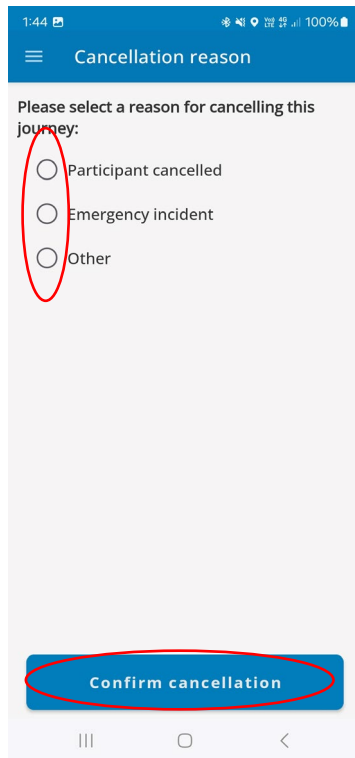 1:44 100%
Cancellation reason
Please select a reason for cancelling this
journey:
Participant cancelled
Emergency incident
Other
Confirm cancellation